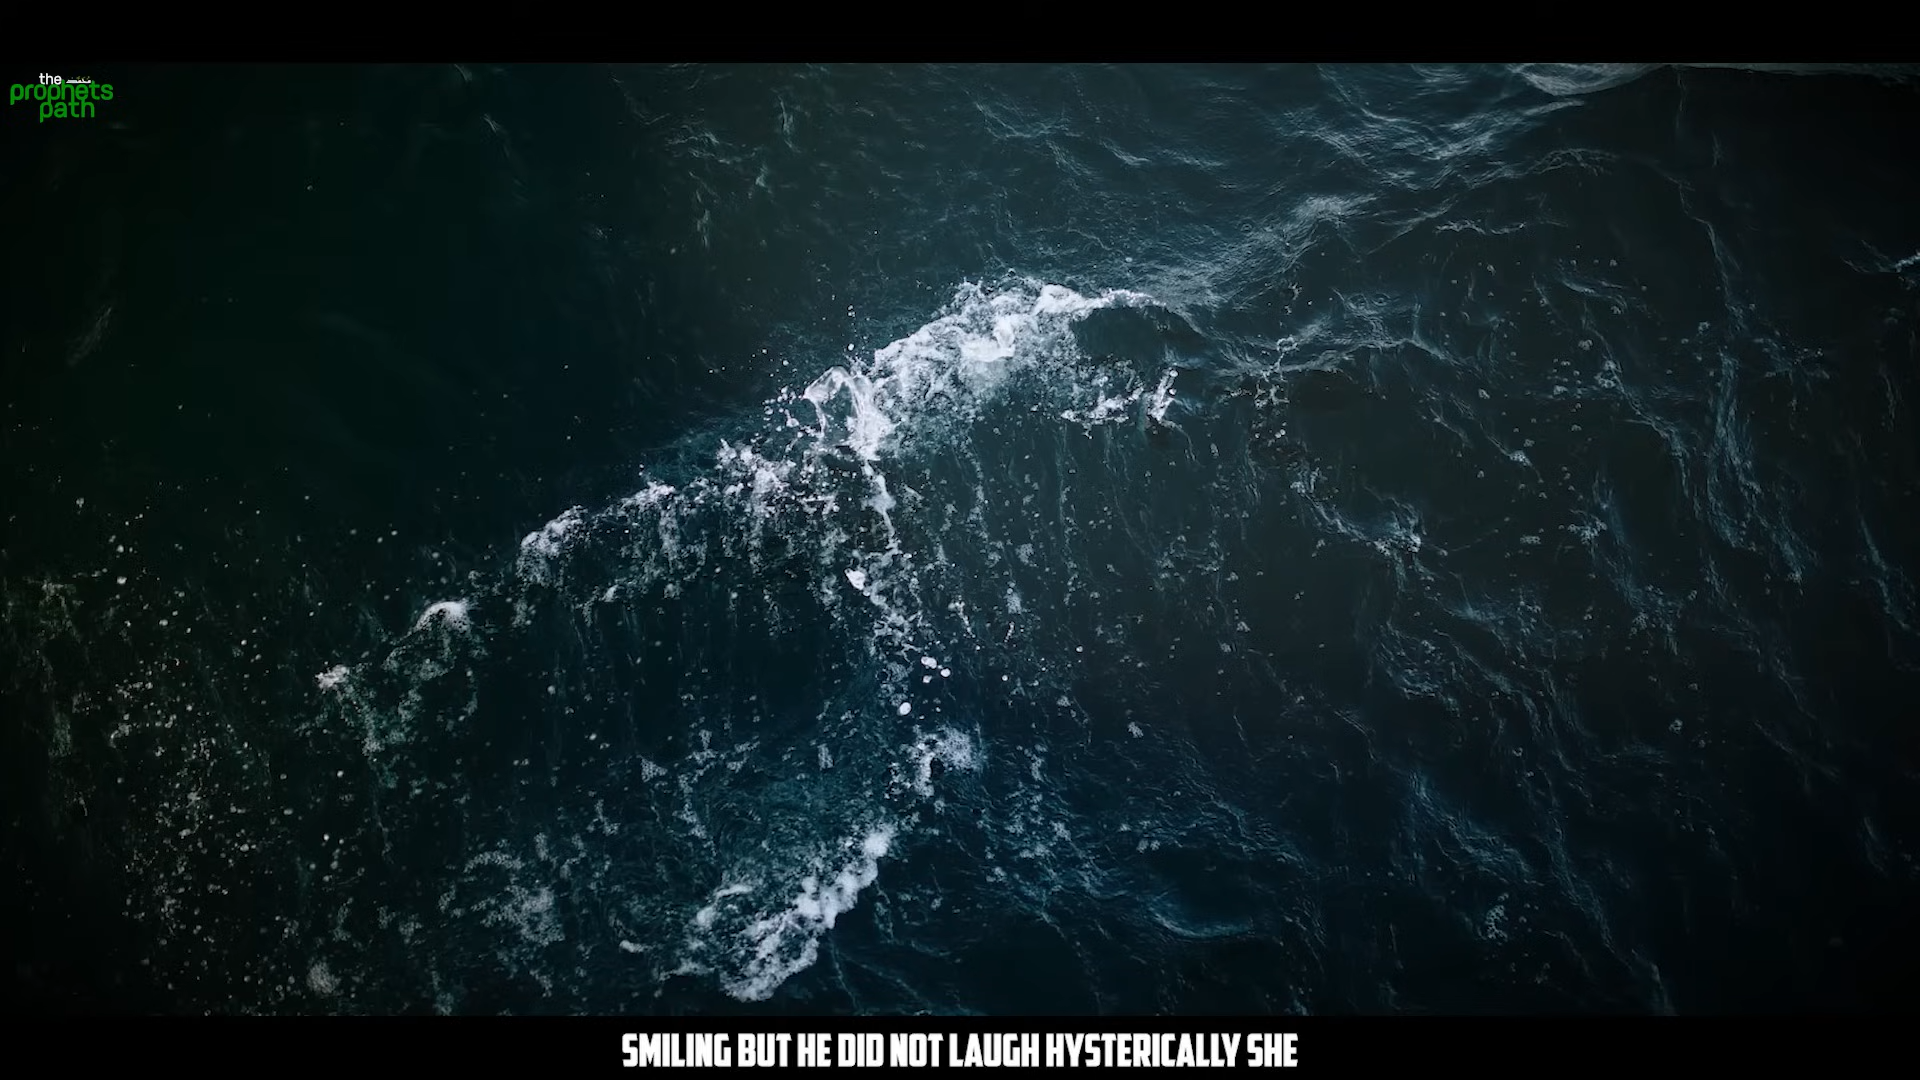 the
prophets
path
SMILING BUT HE DID NOT LAUGH HYSTERICALLY SHE